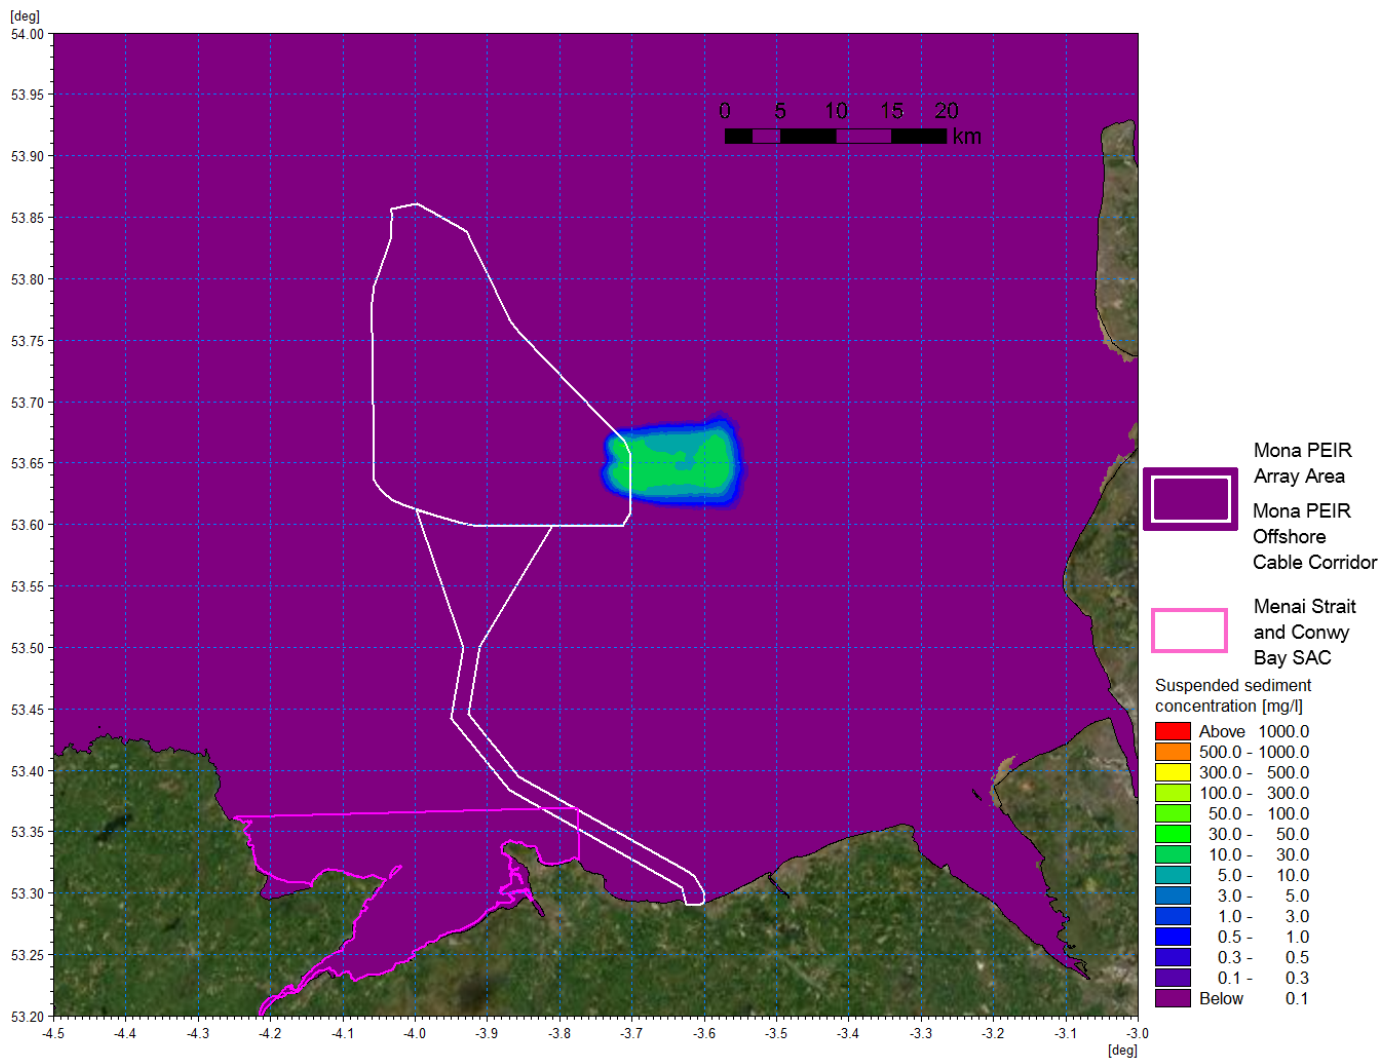 [deg]
54.00
53.95
53.90
53.85
53.80
53.75
53.70
53.65
53.60
53.55
53.50
53.45
53.40
53.35
53.30
53.25
53.20
-4.5 -4.4 -4.3 -4.2 -4.1 -4.0 -3.9 -3.8 -3.7 -3.6 -3.5 -3.4 -3.3 -3.2 -3.1 -3.0
[deg]
0 5 10 15 20
km
Mona PEIR
Array Area
Mona PEIR
Offshore
Cable Corridor
Menai Strait
and Conwy
Bay SAC
Suspended sediment
concentration [mg/l]
Above 1000.0
500.0 - 1000.0
300.0 - 500.0
100.0 - 300.0
50.0 - 100.0
30.0 - 50.0
10.0 - 30.0
5.0 - 10.0
3.0 - 5.0
1.0 - 3.0
0.5 - 1.0
0.3 - 0.5
0.1 - 0.3
Below 0.1